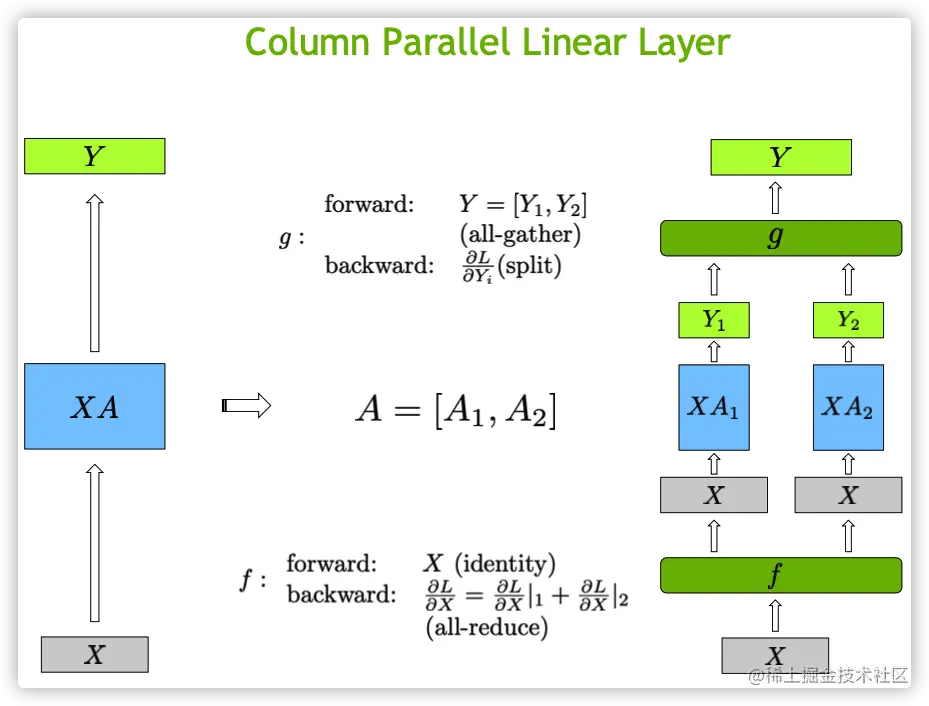 Column Parallel Linear Layer
Y
XA
X
g :
forward: Y = [Y₁, Y₂]
(all-gather)
backward: ∂L/∂Yᵢ (split)
A = [A₁, A₂]
f :
forward: X (identity)
backward: ∂L/∂X = ∂L/∂X|₁ + ∂L/∂X|₂
(all-reduce)
Y
g
Y₁ Y₂
XA₁ XA₂
X X
f
X
@稀土掘金技术社区